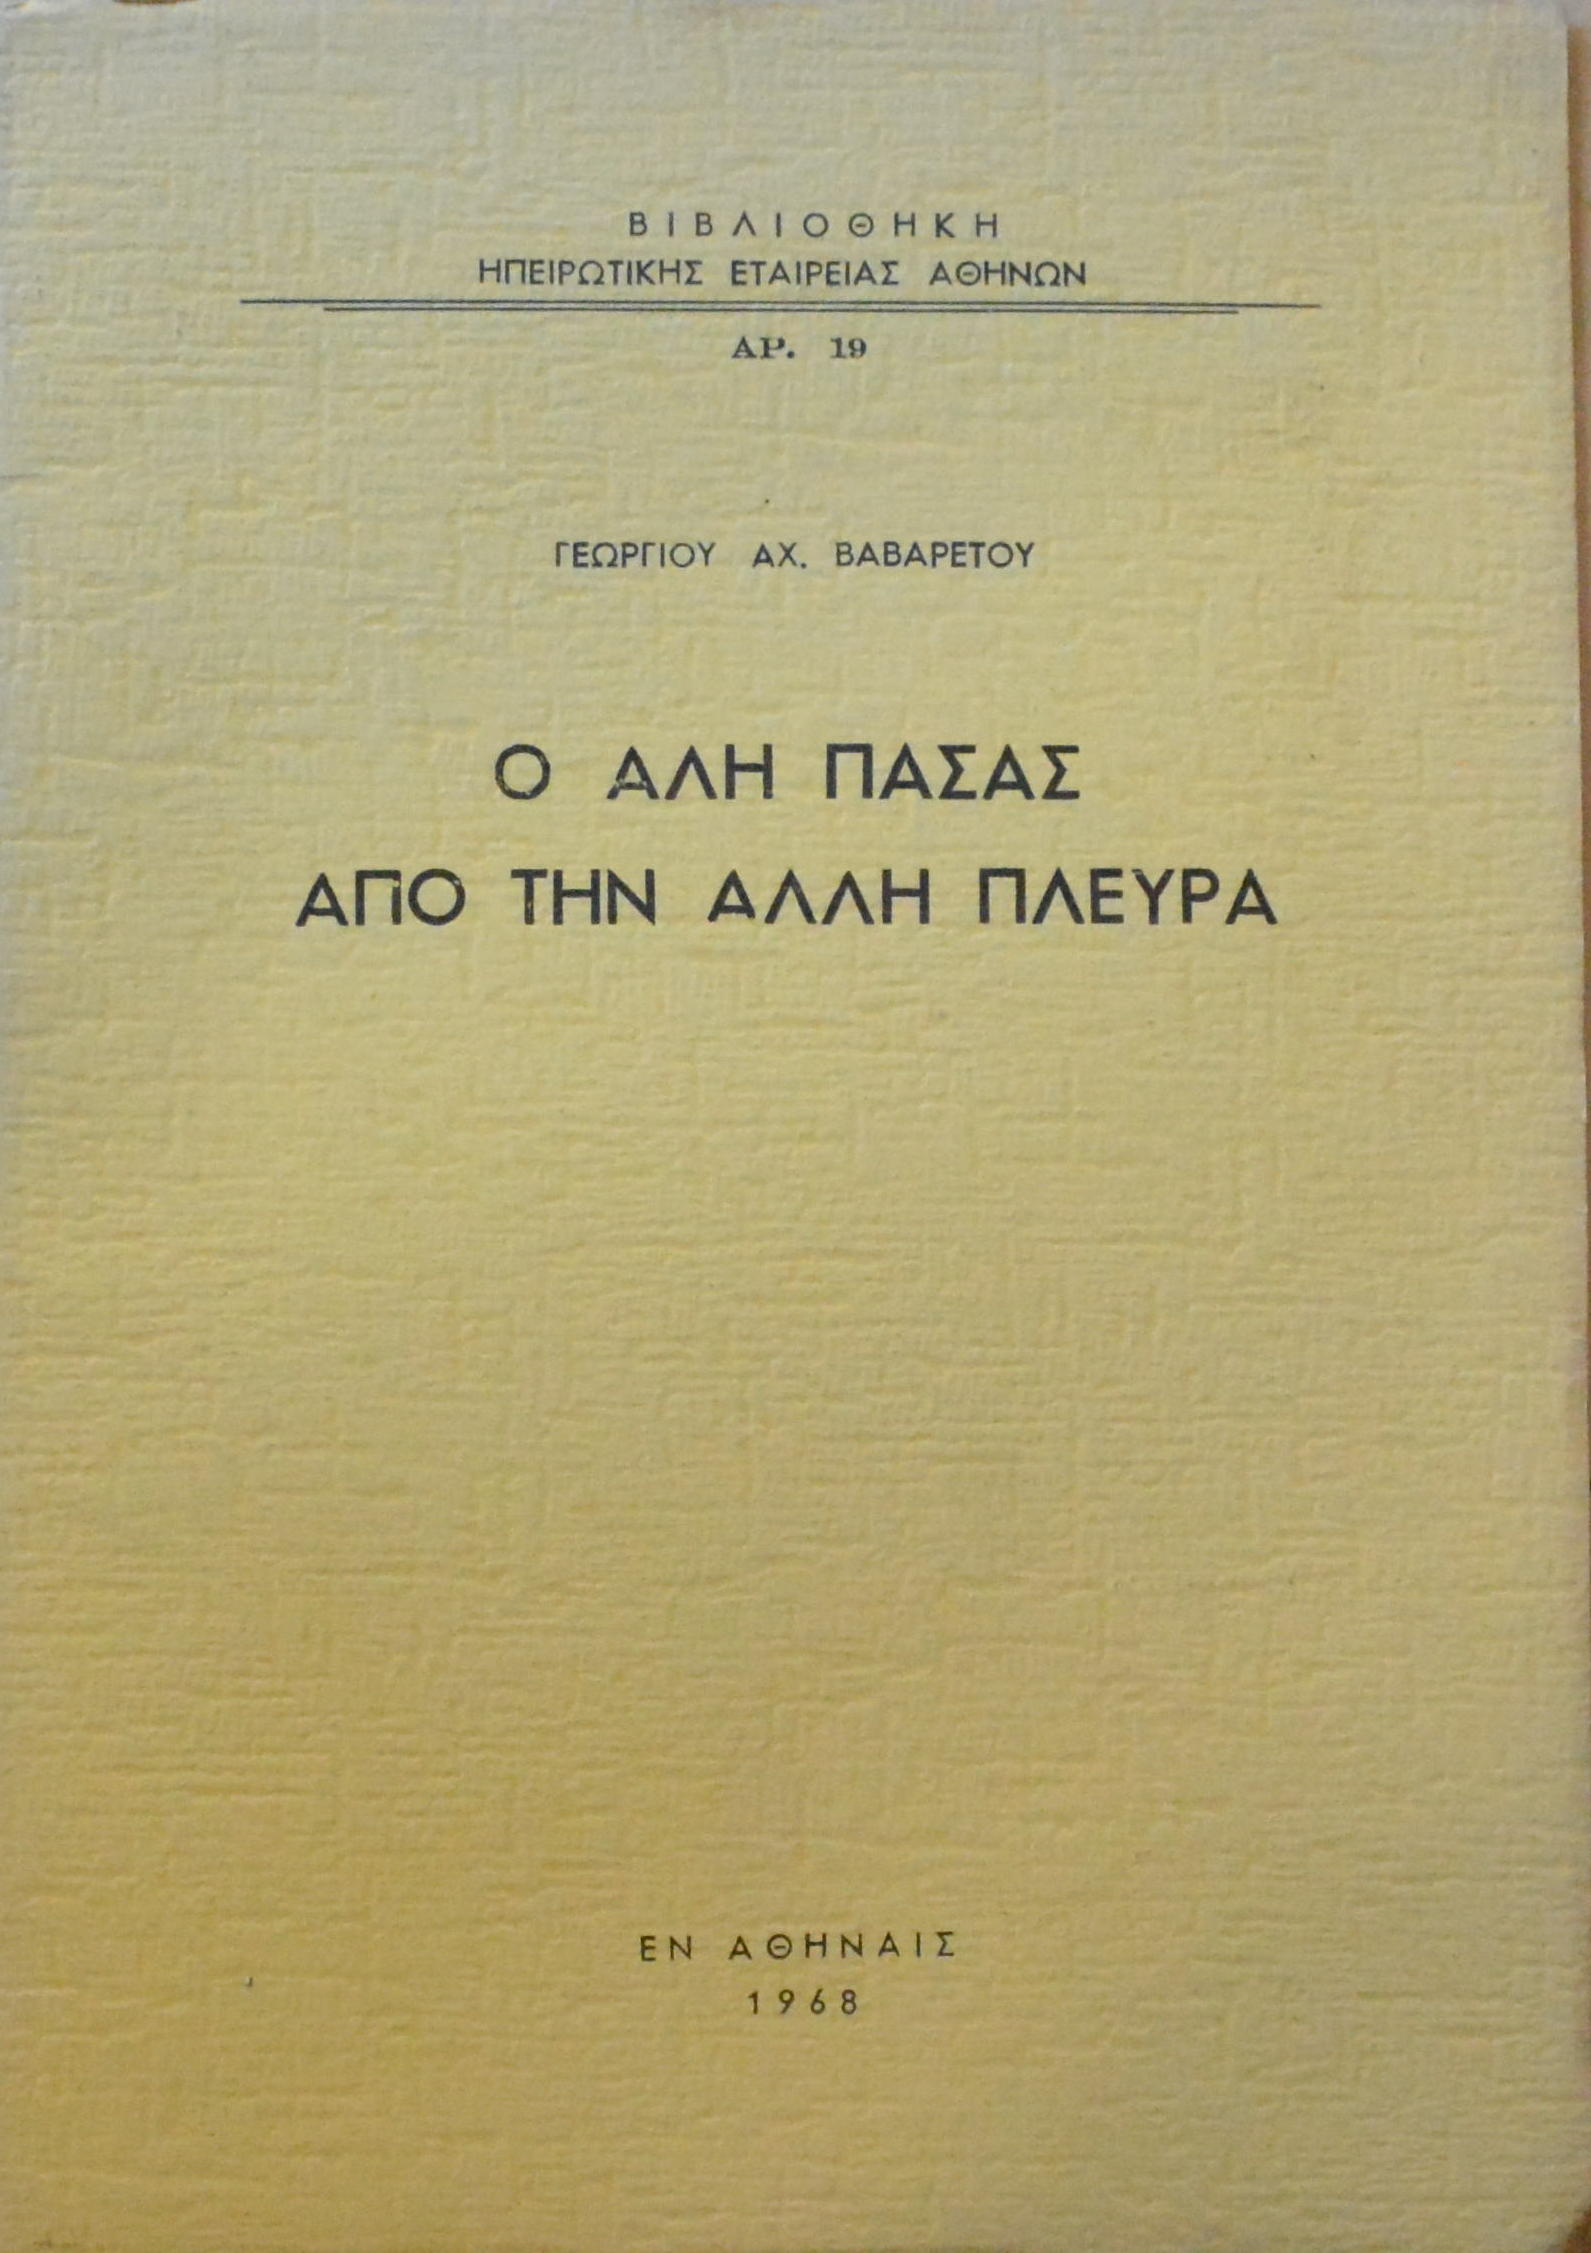 ΒΙΒΛΙΟΘΗΚΗ
ΗΠΕΙΡΩΤΙΚΗΣ ΕΤΑΙΡΕΙΑΣ ΑΘΗΝΩΝ
ΑΡ. 19
ΓΕΩΡΓΙΟΥ ΑΧ. ΒΑΒΑΡΕΤΟΥ
Ο ΑΛΗ ΠΑΣΑΣ
ΑΠΟ ΤΗΝ ΑΛΛΗ ΠΛΕΥΡΑ
ΕΝ ΑΘΗΝΑΙΣ
1968